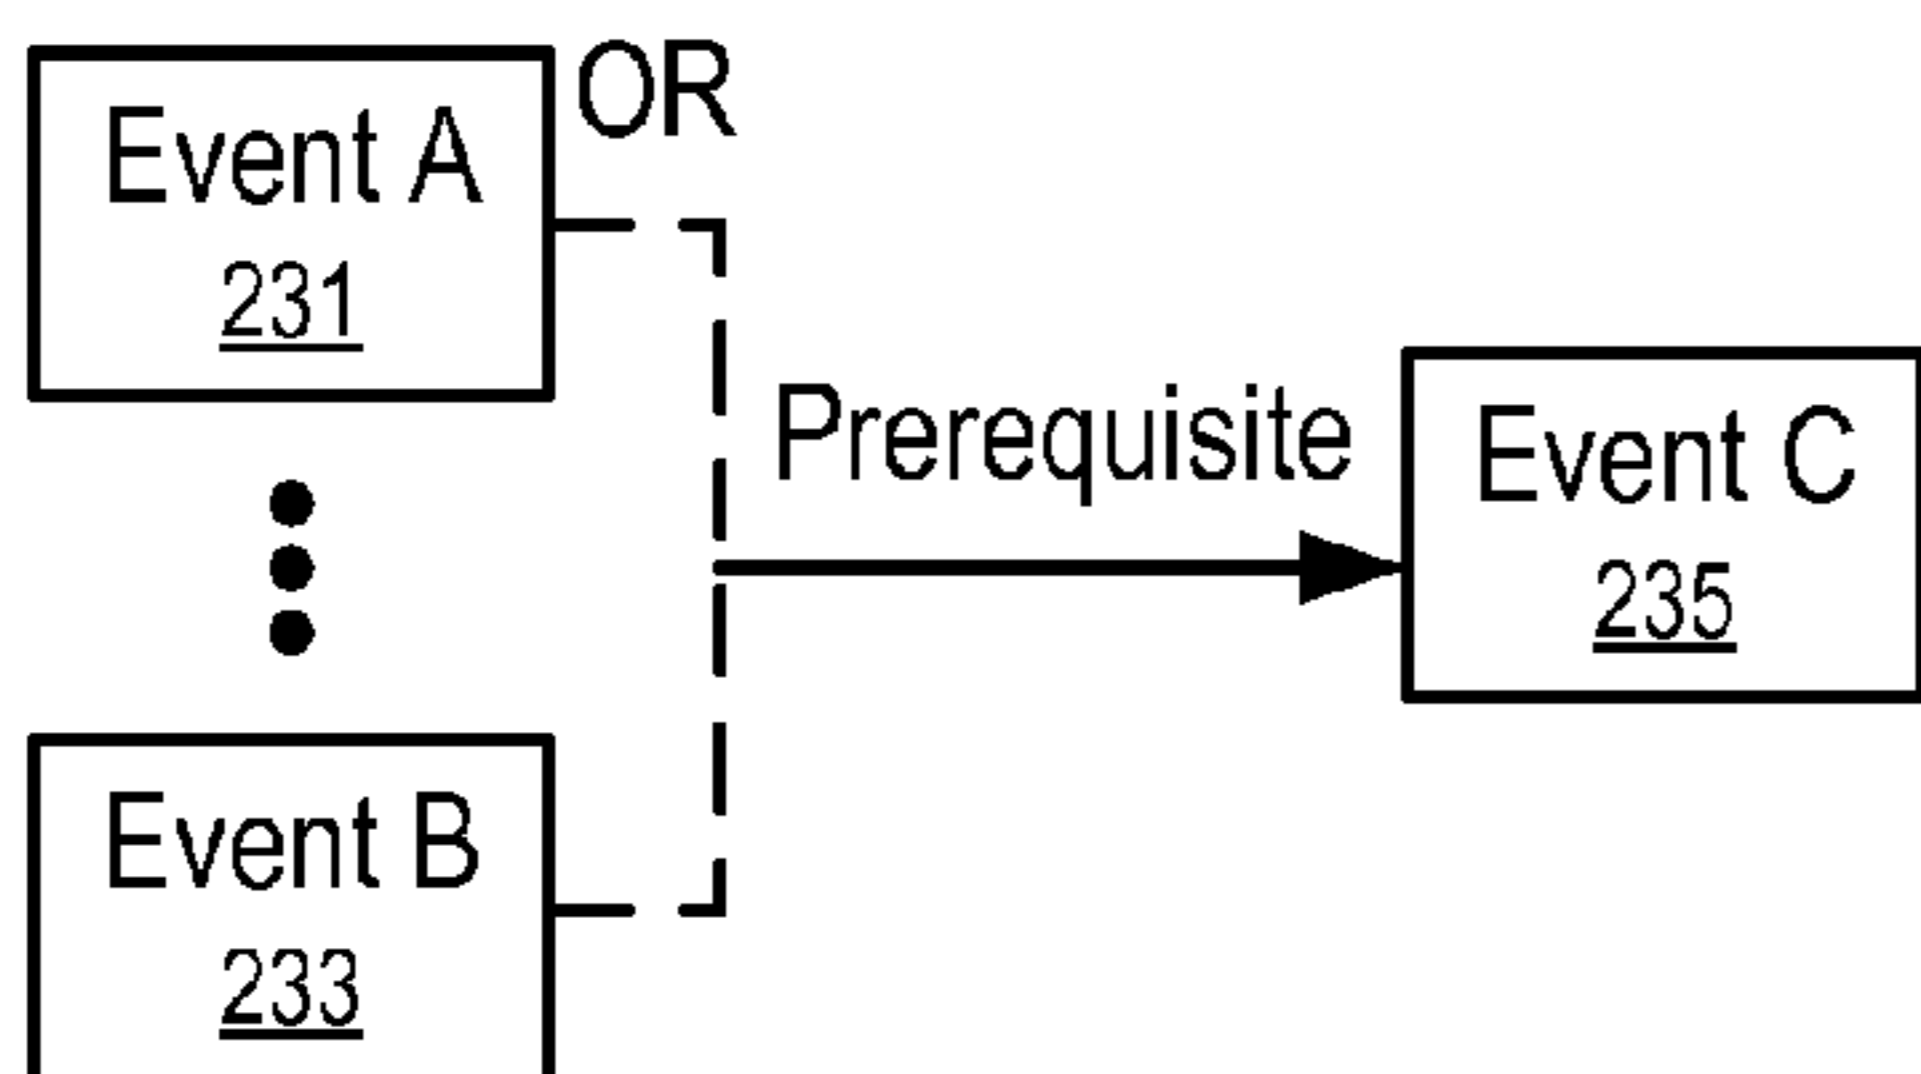 Event A
231
OR
Prerequisite
Event C
235
Event B
233